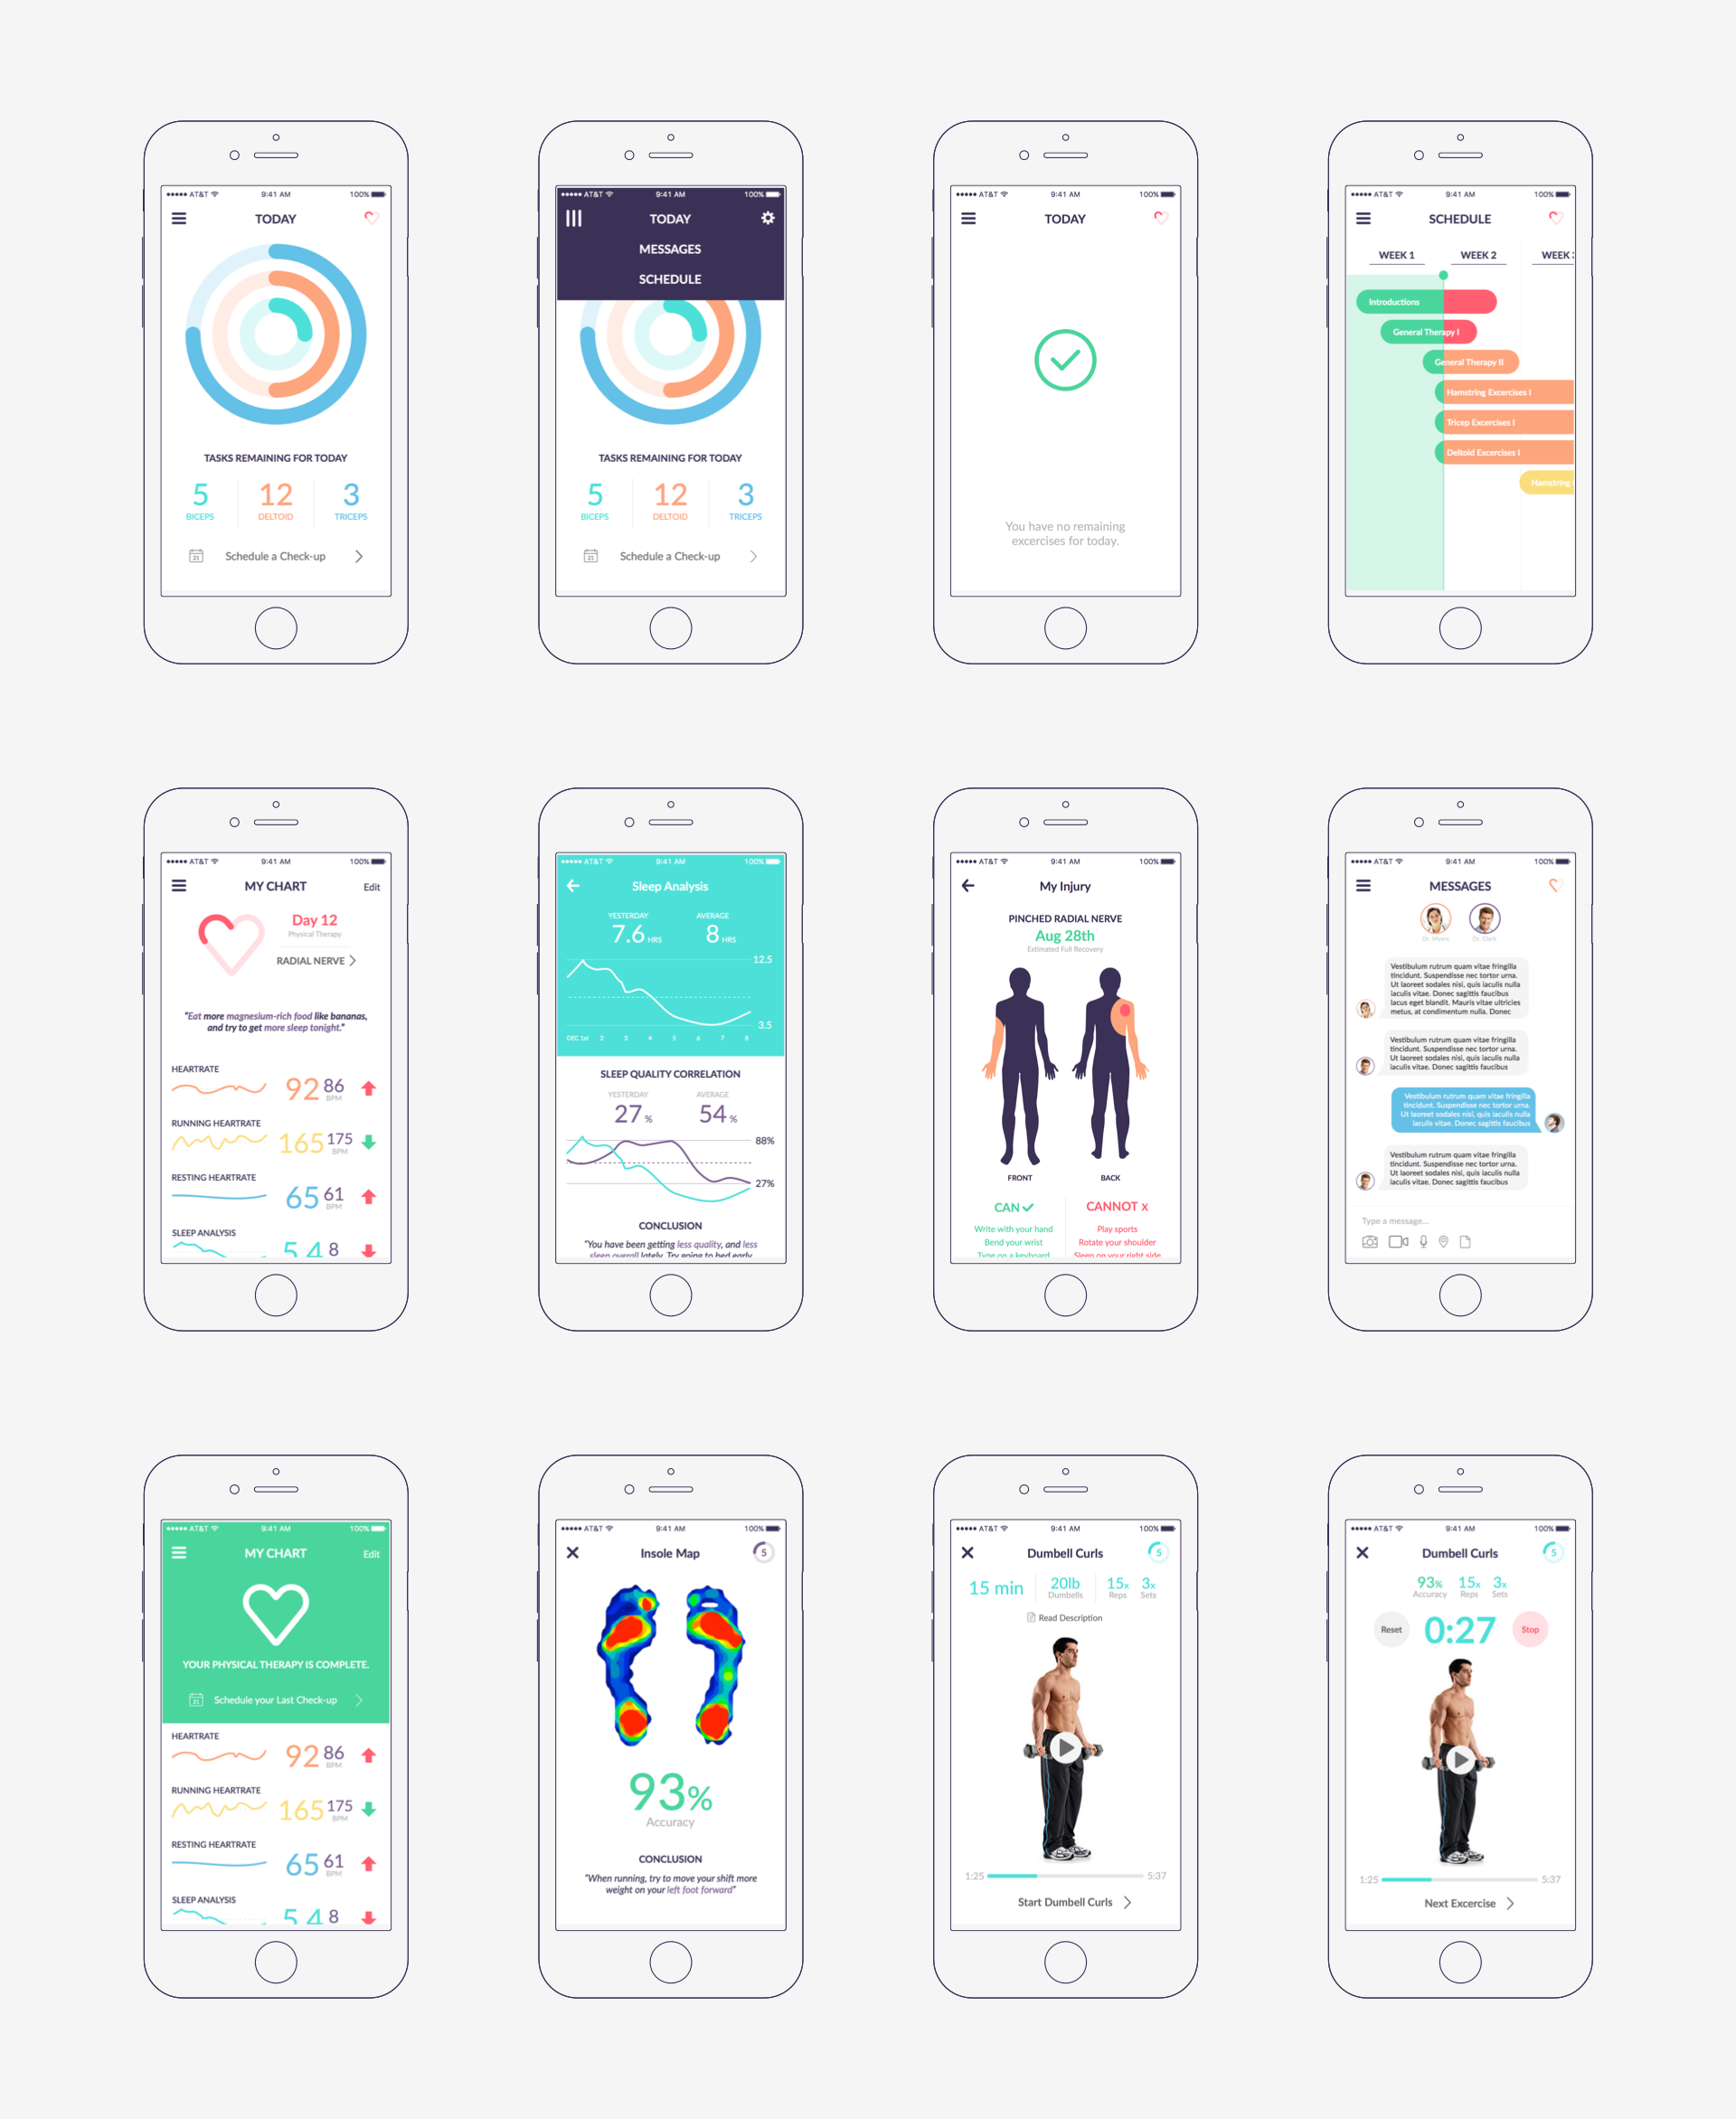 ●●●●● AT&T 9:41 AM 100%
TODAY
TASKS REMAINING FOR TODAY
5 12 3
BICEPS DELTOID TRICEPS
21 Schedule a Check-up
●●●●● AT&T 9:41 AM 100%
TODAY
MESSAGES
SCHEDULE
TASKS REMAINING FOR TODAY
5 12 3
BICEPS DELTOID TRICEPS
21 Schedule a Check-up
●●●●● AT&T 9:41 AM 100%
TODAY
You have no remaining
excercises for today.
●●●●● AT&T 9:41 AM 100%
SCHEDULE
WEEK 1 WEEK 2 WEEK
Introductions
General Therapy I
General Therapy II
Hamstring Excercises I
Tricep Excercises I
Deltoid Excercises I
Hamstring
●●●●● AT&T 9:41 AM 100%
MY CHART Edit
Day 12
Physical Therapy
RADIAL NERVE
"Eat more magnesium-rich food like bananas,
and try to get more sleep tonight."
HEARTRATE
92 86
BPM
RUNNING HEARTRATE
165 175
BPM
RESTING HEARTRATE
65 61
BPM
SLEEP ANALYSIS
5.4 8
●●●●● AT&T 9:41 AM 100%
Sleep Analysis
YESTERDAY AVERAGE
7.6 HRS 8 HRS
12.5
3.5
DEC 1st 2 3 4 5 6 7 8
SLEEP QUALITY CORRELATION
YESTERDAY AVERAGE
27 % 54 %
88%
27%
CONCLUSION
"You have been getting less quality, and less
sleep overall lately. Try going to bed early
●●●●● AT&T 9:41 AM 100%
My Injury
PINCHED RADIAL NERVE
Aug 28th
Estimated Full Recovery
FRONT BACK
CAN CANNOT X
Write with your hand Play sports
Bend your wrist Rotate your shoulder
Type on a keyboard Sleep on your right side
●●●●● AT&T 9:41 AM 100%
MESSAGES
Dr. Myers Dr. Clark
Vestibulum rutrum quam vitae fringilla
tincidunt. Suspendisse nec tortor urna.
Ut laoreet sodales nisi, quis iaculis nulla
iaculis vitae. Donec sagittis faucibus
lacus eget blandit. Mauris vitae ultricies
metus, at condimentum nulla. Donec
Vestibulum rutrum quam vitae fringilla
tincidunt. Suspendisse nec tortor urna.
Ut laoreet sodales nisi, quis iaculis nulla
iaculis vitae. Donec sagittis faucibus
Vestibulum rutrum quam vitae fringilla
tincidunt. Suspendisse nec tortor urna.
Ut laoreet sodales nisi, quis iaculis nulla
iaculis vitae. Donec sagittis faucibus
Vestibulum rutrum quam vitae fringilla
tincidunt. Suspendisse nec tortor urna.
Ut laoreet sodales nisi, quis iaculis nulla
iaculis vitae. Donec sagittis faucibus
Type a message...
●●●●● AT&T 9:41 AM 100%
MY CHART Edit
YOUR PHYSICAL THERAPY IS COMPLETE.
21 Schedule your Last Check-up
HEARTRATE
92 86
BPM
RUNNING HEARTRATE
165 175
BPM
RESTING HEARTRATE
65 61
BPM
SLEEP ANALYSIS
5.4 8
●●●●● AT&T 9:41 AM 100%
Insole Map 5
93%
Accuracy
CONCLUSION
"When running, try to move your shift more
weight on your left foot forward"
●●●●● AT&T 9:41 AM 100%
Dumbell Curls 5
15 min 20lb 15x 3x
Dumbells Reps Sets
Read Description
1:25 5:37
Start Dumbell Curls
●●●●● AT&T 9:41 AM 100%
Dumbell Curls 5
93% 15x 3x
Accuracy Reps Sets
Reset 0:27 Stop
1:25 5:37
Next Excercise